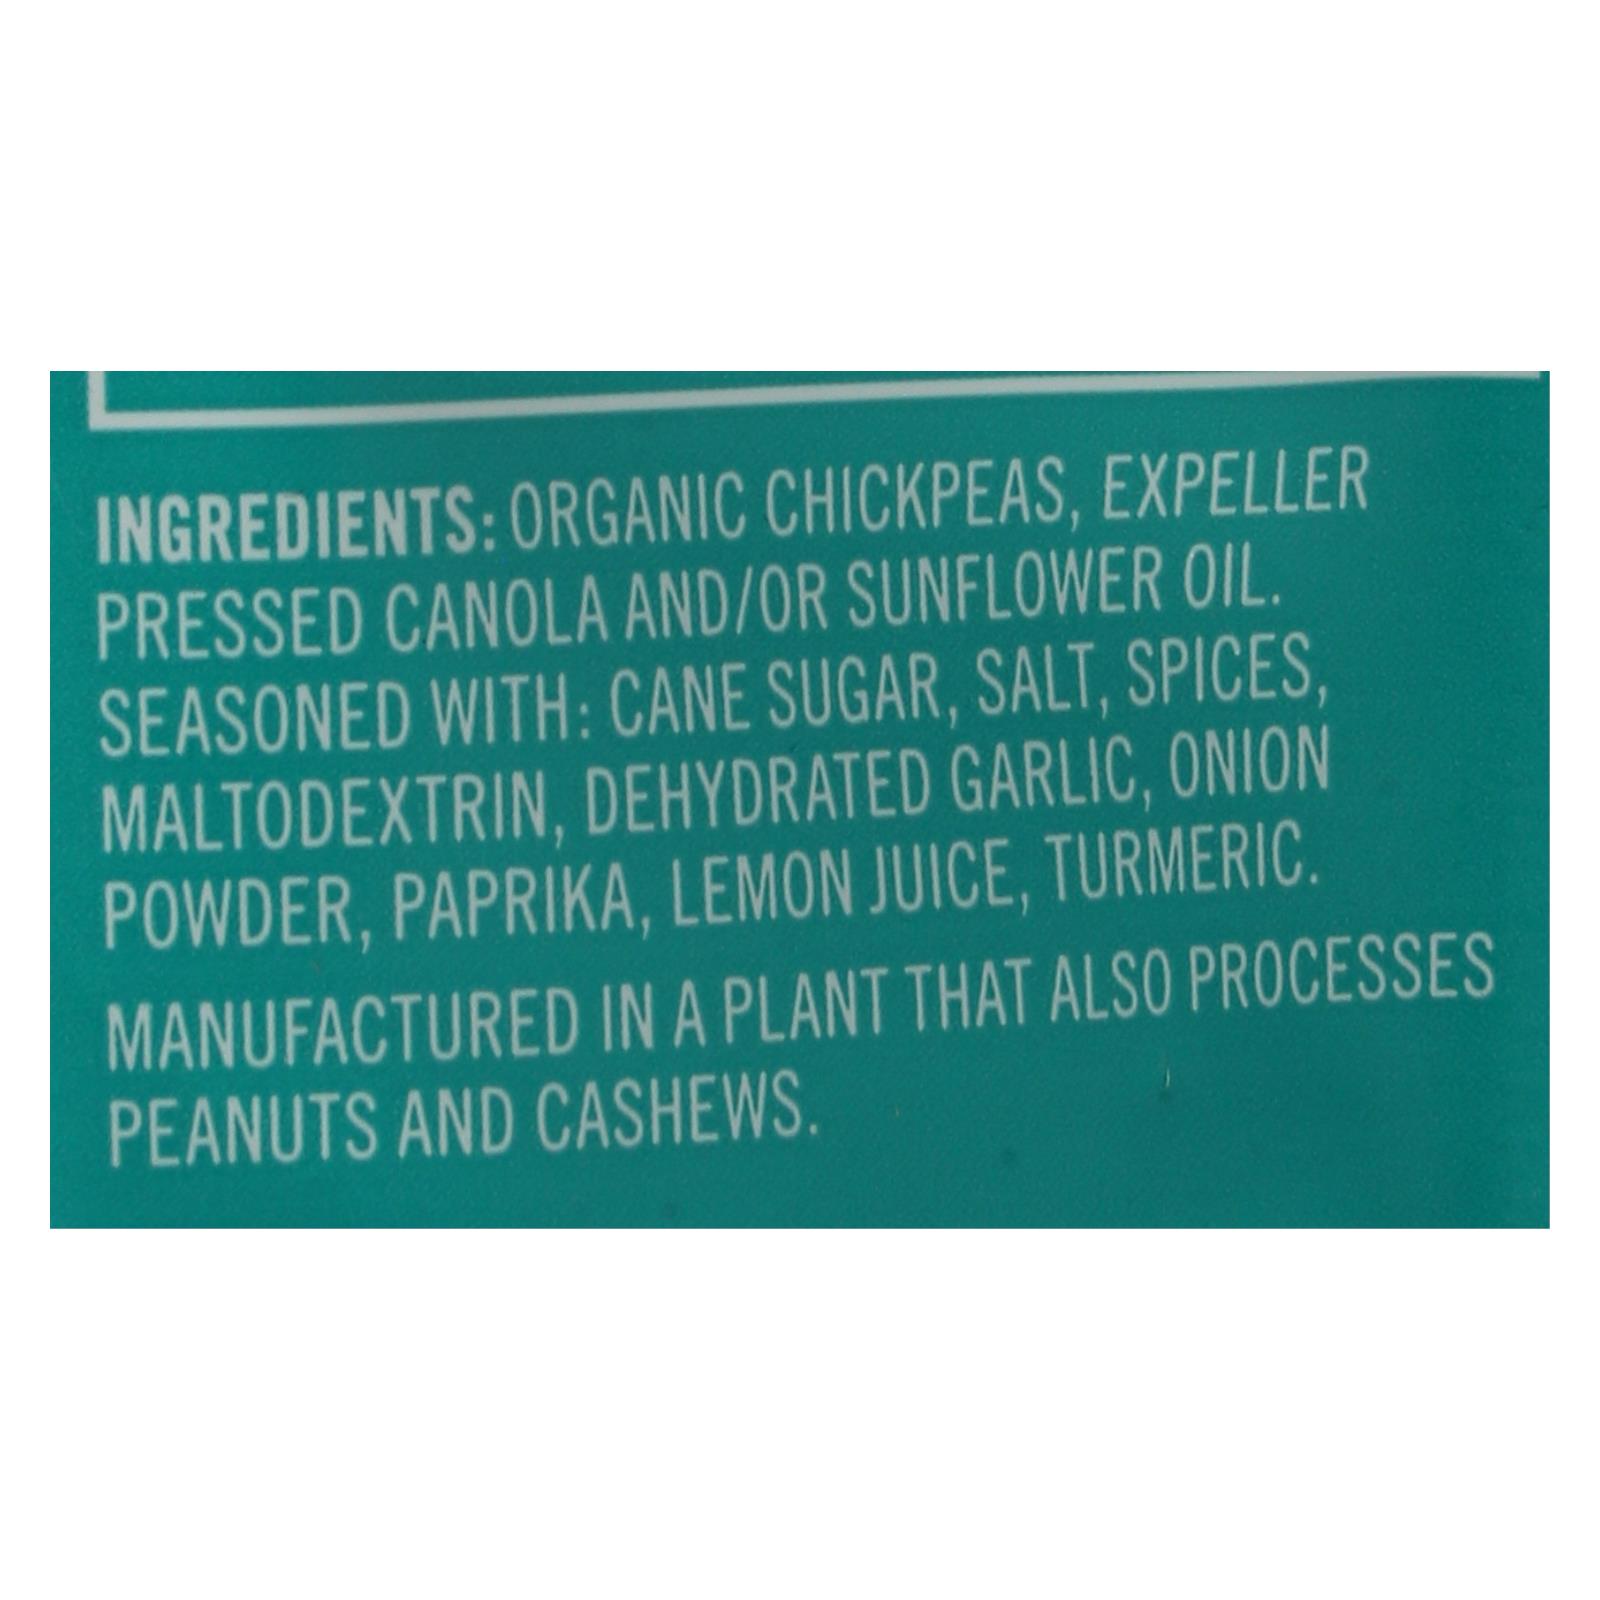 INGREDIENTS: ORGANIC CHICKPEAS, EXPELLER
PRESSED CANOLA AND/OR SUNFLOWER OIL.
SEASONED WITH: CANE SUGAR, SALT, SPICES,
MALTODEXTRIN, DEHYDRATED GARLIC, ONION
POWDER, PAPRIKA, LEMON JUICE, TURMERIC.
MANUFACTURED IN A PLANT THAT ALSO PROCESSES
PEANUTS AND CASHEWS.